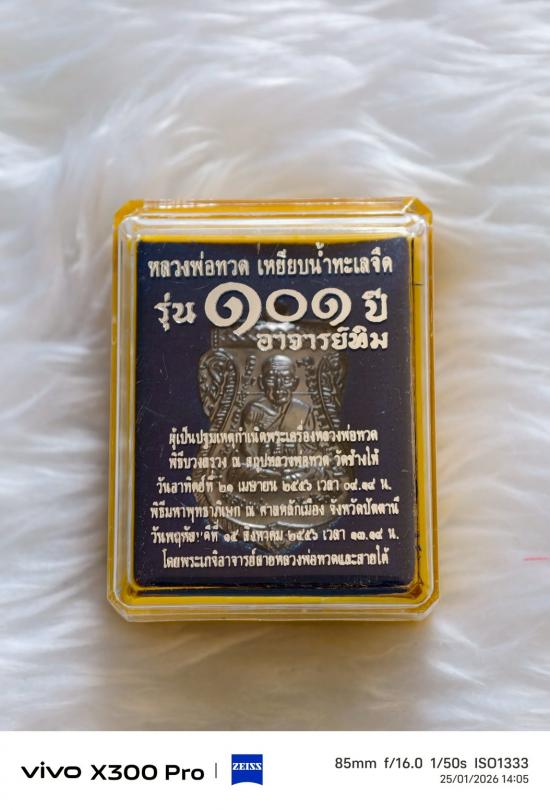 หลวงพ่อทวด เหยียบน้ำทะเลจืด
รุ่น ๑๐๑ ปี
อาจารย์ทิม
ผู้เป็นปฐมเหตุกำเนิดพระเครื่องหลวงพ่อทวด
พิธีบวงสรวง ณ สถูปหลวงพ่อทวด วัดช้างให้
วันอาทิตย์ที่ ๒๑ เมษายน ๒๕๕๖ เวลา ๐๙.๑๙ น.
พิธีมหาพุทธาภิเษก ณ ศาลหลักเมือง จังหวัดปัตตานี
วันพฤหัสบดีที่ ๑๕ สิงหาคม ๒๕๕๖ เวลา ๑๓.๑๙ น.
โดยพระเกจิอาจารย์สายหลวงพ่อทวดและสายใต้
vivo X300 Pro | ZEISS
85mm f/16.0 1/50s ISO1333
25/01/2026 14:05